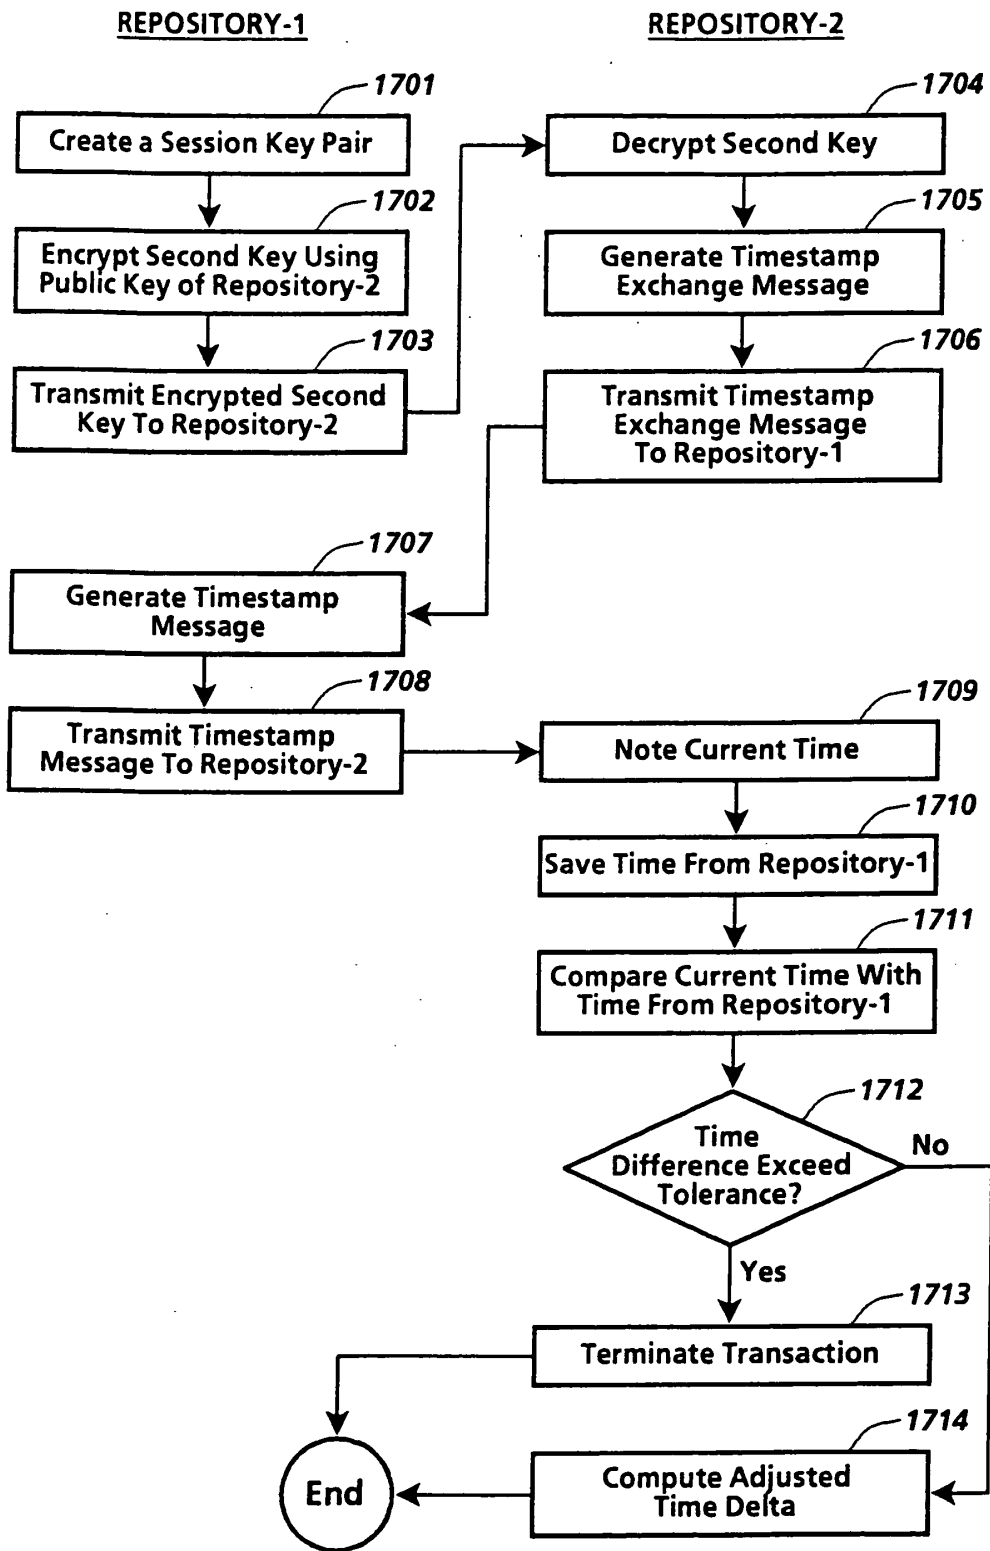 REPOSITORY-1
REPOSITORY-2
1701
Create a Session Key Pair
1702
Encrypt Second Key Using
Public Key of Repository-2
1703
Transmit Encrypted Second
Key To Repository-2
1704
Decrypt Second Key
1705
Generate Timestamp
Exchange Message
1706
Transmit Timestamp
Exchange Message
To Repository-1
1707
Generate Timestamp
Message
1708
Transmit Timestamp
Message To Repository-2
1709
Note Current Time
1710
Save Time From Repository-1
1711
Compare Current Time With
Time From Repository-1
1712
Time
Difference Exceed
Tolerance?
No
Yes
1713
Terminate Transaction
1714
Compute Adjusted
Time Delta
End